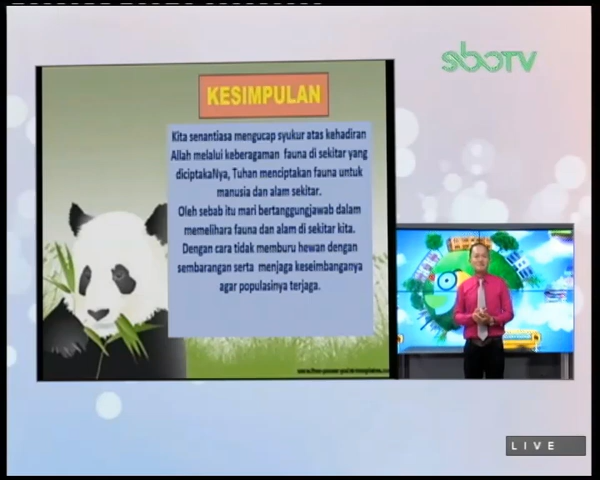 sbotv
KESIMPULAN
Kita senantiasa mengucap syukur atas kehadiran
Allah melalui keberagaman fauna di sekitar yang
diciptakaNya, Tuhan menciptakan fauna untuk
manusia dan alam sekitar.
Oleh sebab itu mari bertanggungjawab dalam
memelihara fauna dan alam di sekitar kita.
Dengan cara tidak memburu hewan dengan
sembarangan serta menjaga keseimbanganya
agar populasinya terjaga.
LIVE